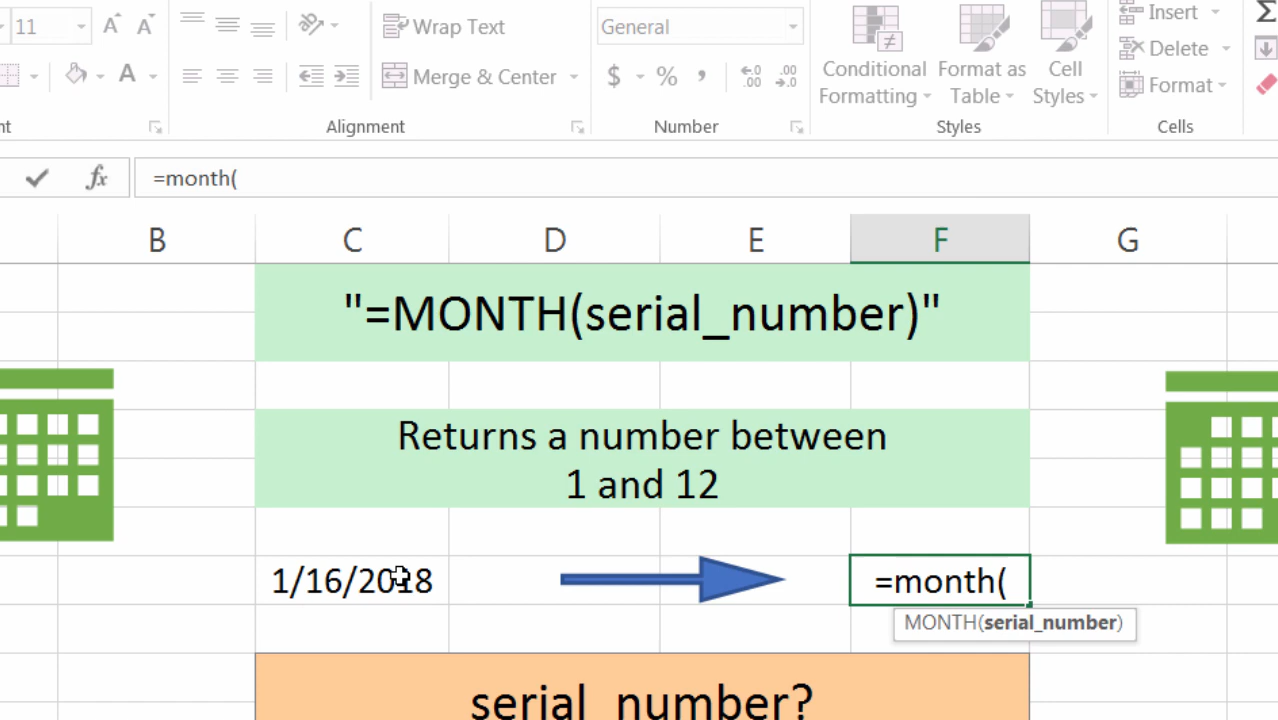 11
A
A
Wrap Text
General
Insert
Σ
$
%
,
.00
.00
Conditional
Formatting
Format as
Table
Cell
Styles
Delete
A
Merge & Center
Format
nt
Alignment
Number
Styles
Cells
fx
=month(
B
C
D
E
F
G
"=MONTH(serial_number)"
Returns a number between
1 and 12
1/16/2018
=month(
MONTH(serial_number)
serial_number?